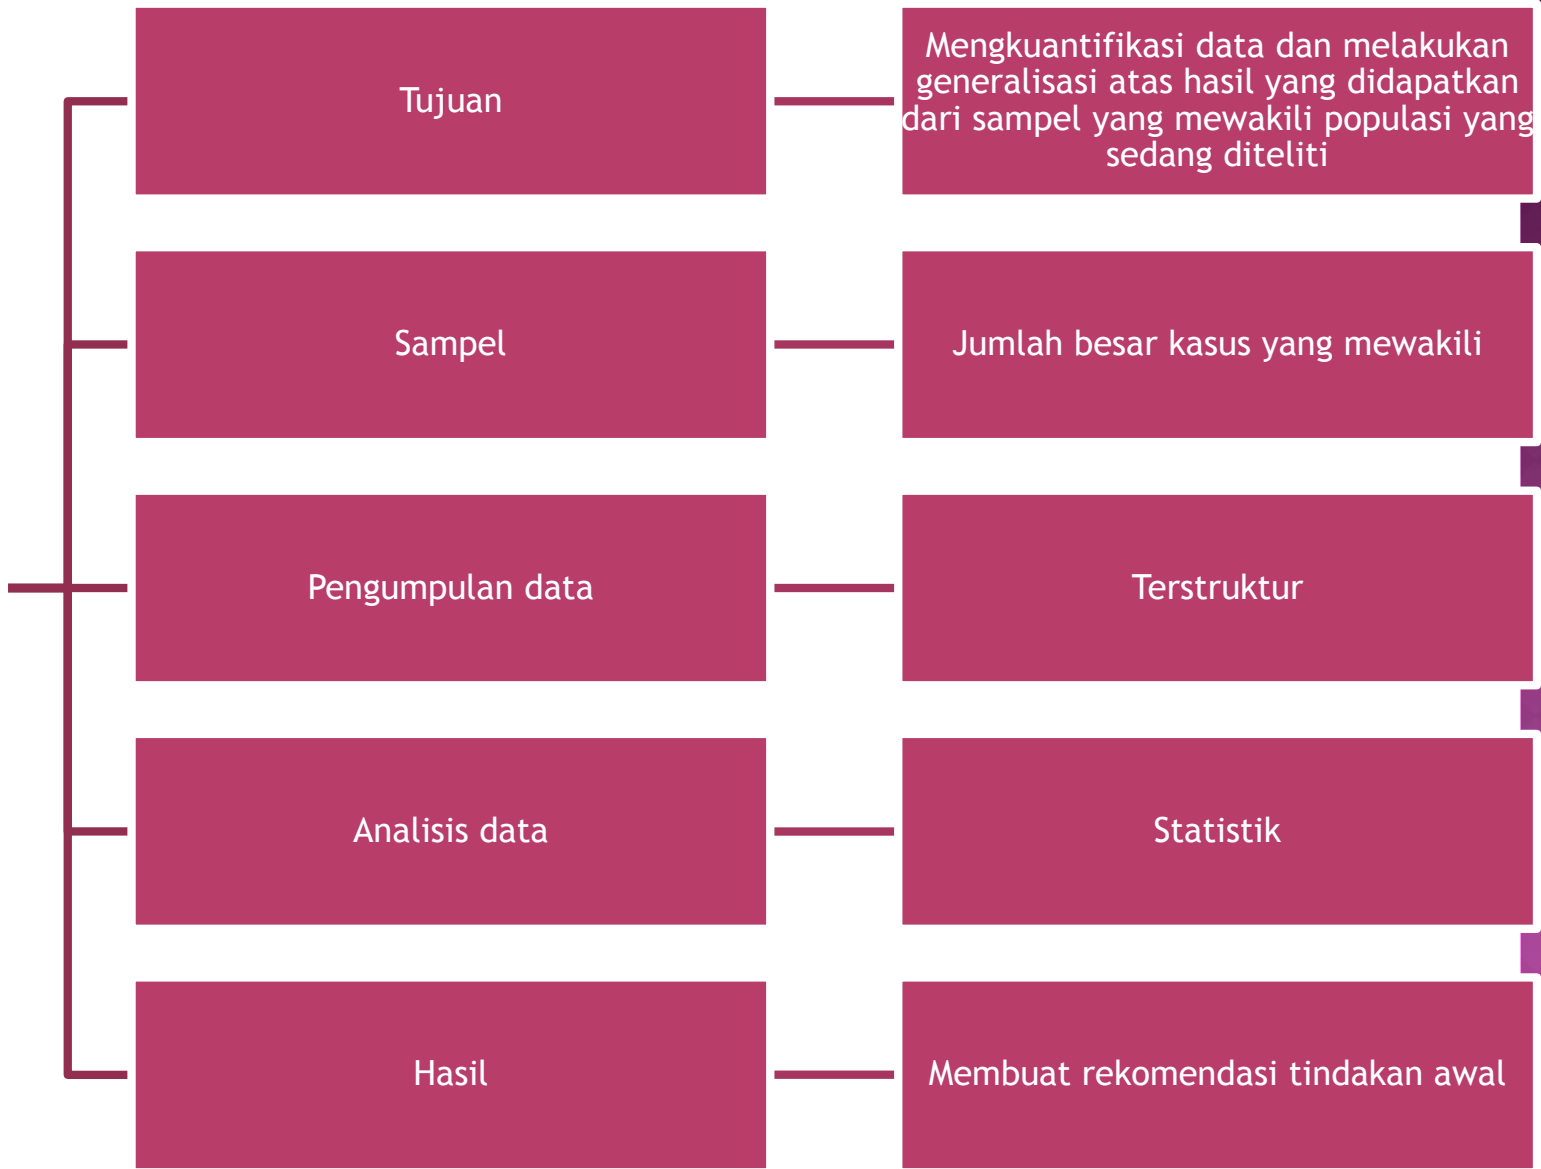 Tujuan
Mengkuantifikasi data dan melakukan
generalisasi atas hasil yang didapatkan
dari sampel yang mewakili populasi yang
sedang diteliti
Sampel
Jumlah besar kasus yang mewakili
Pengumpulan data
Terstruktur
Analisis data
Statistik
Hasil
Membuat rekomendasi tindakan awal